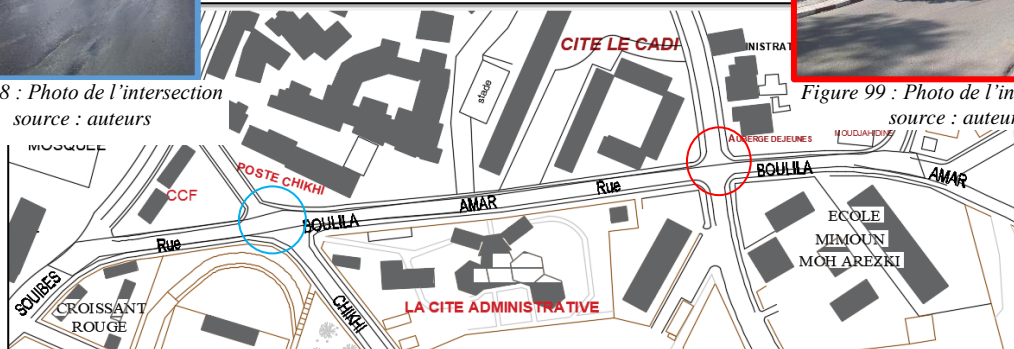 8 : Photo de l'intersection
source : auteurs
Figure 99 : Photo de l'in
source : auteur
CITE LE CADI
INISTRAT
stade
AUBERGE DEJEUNES
MOUDJAHIDINE
MOSQUEE
POSTE CHIKHI
CCF
Rue BOULILA AMAR Rue BOULILA AMAR
SOUIBES
CHIKHI
ECOLE
MIMOUN
MOH AREZKI
CROISSANT
ROUGE
LA CITE ADMINISTRATIVE